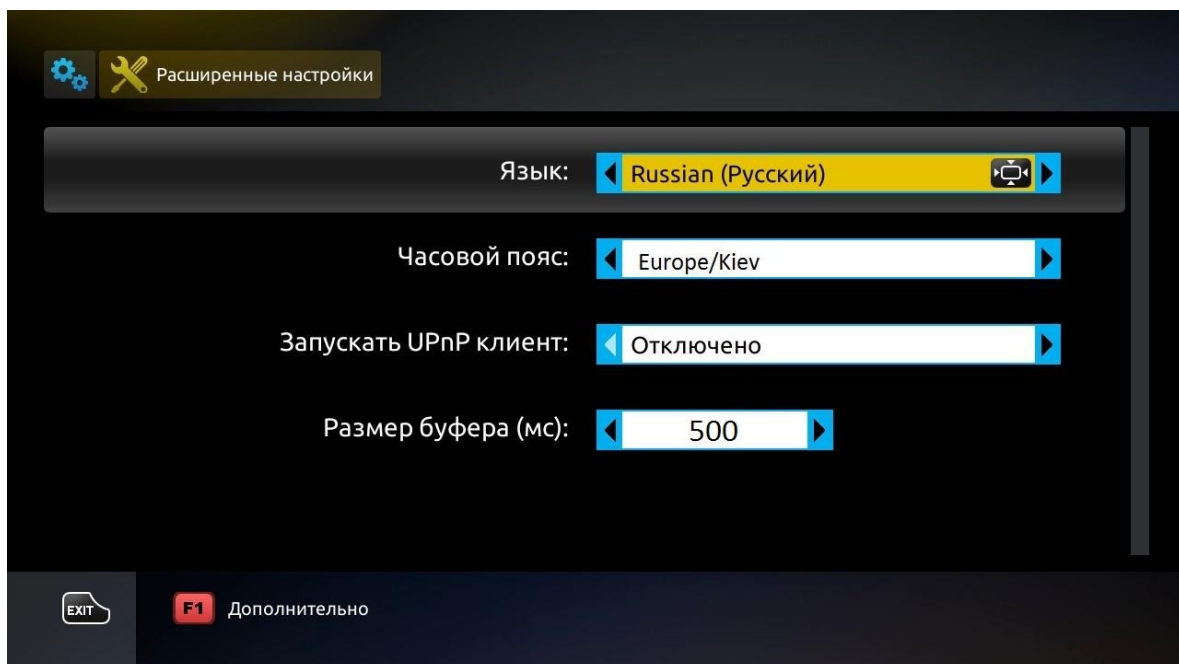 Расширенные настройки
Язык: Russian (Русский)
Часовой пояс: Europe/Kiev
Запускать UPnP клиент: Отключено
Размер буфера (мс): 500
EXIT F1 Дополнительно